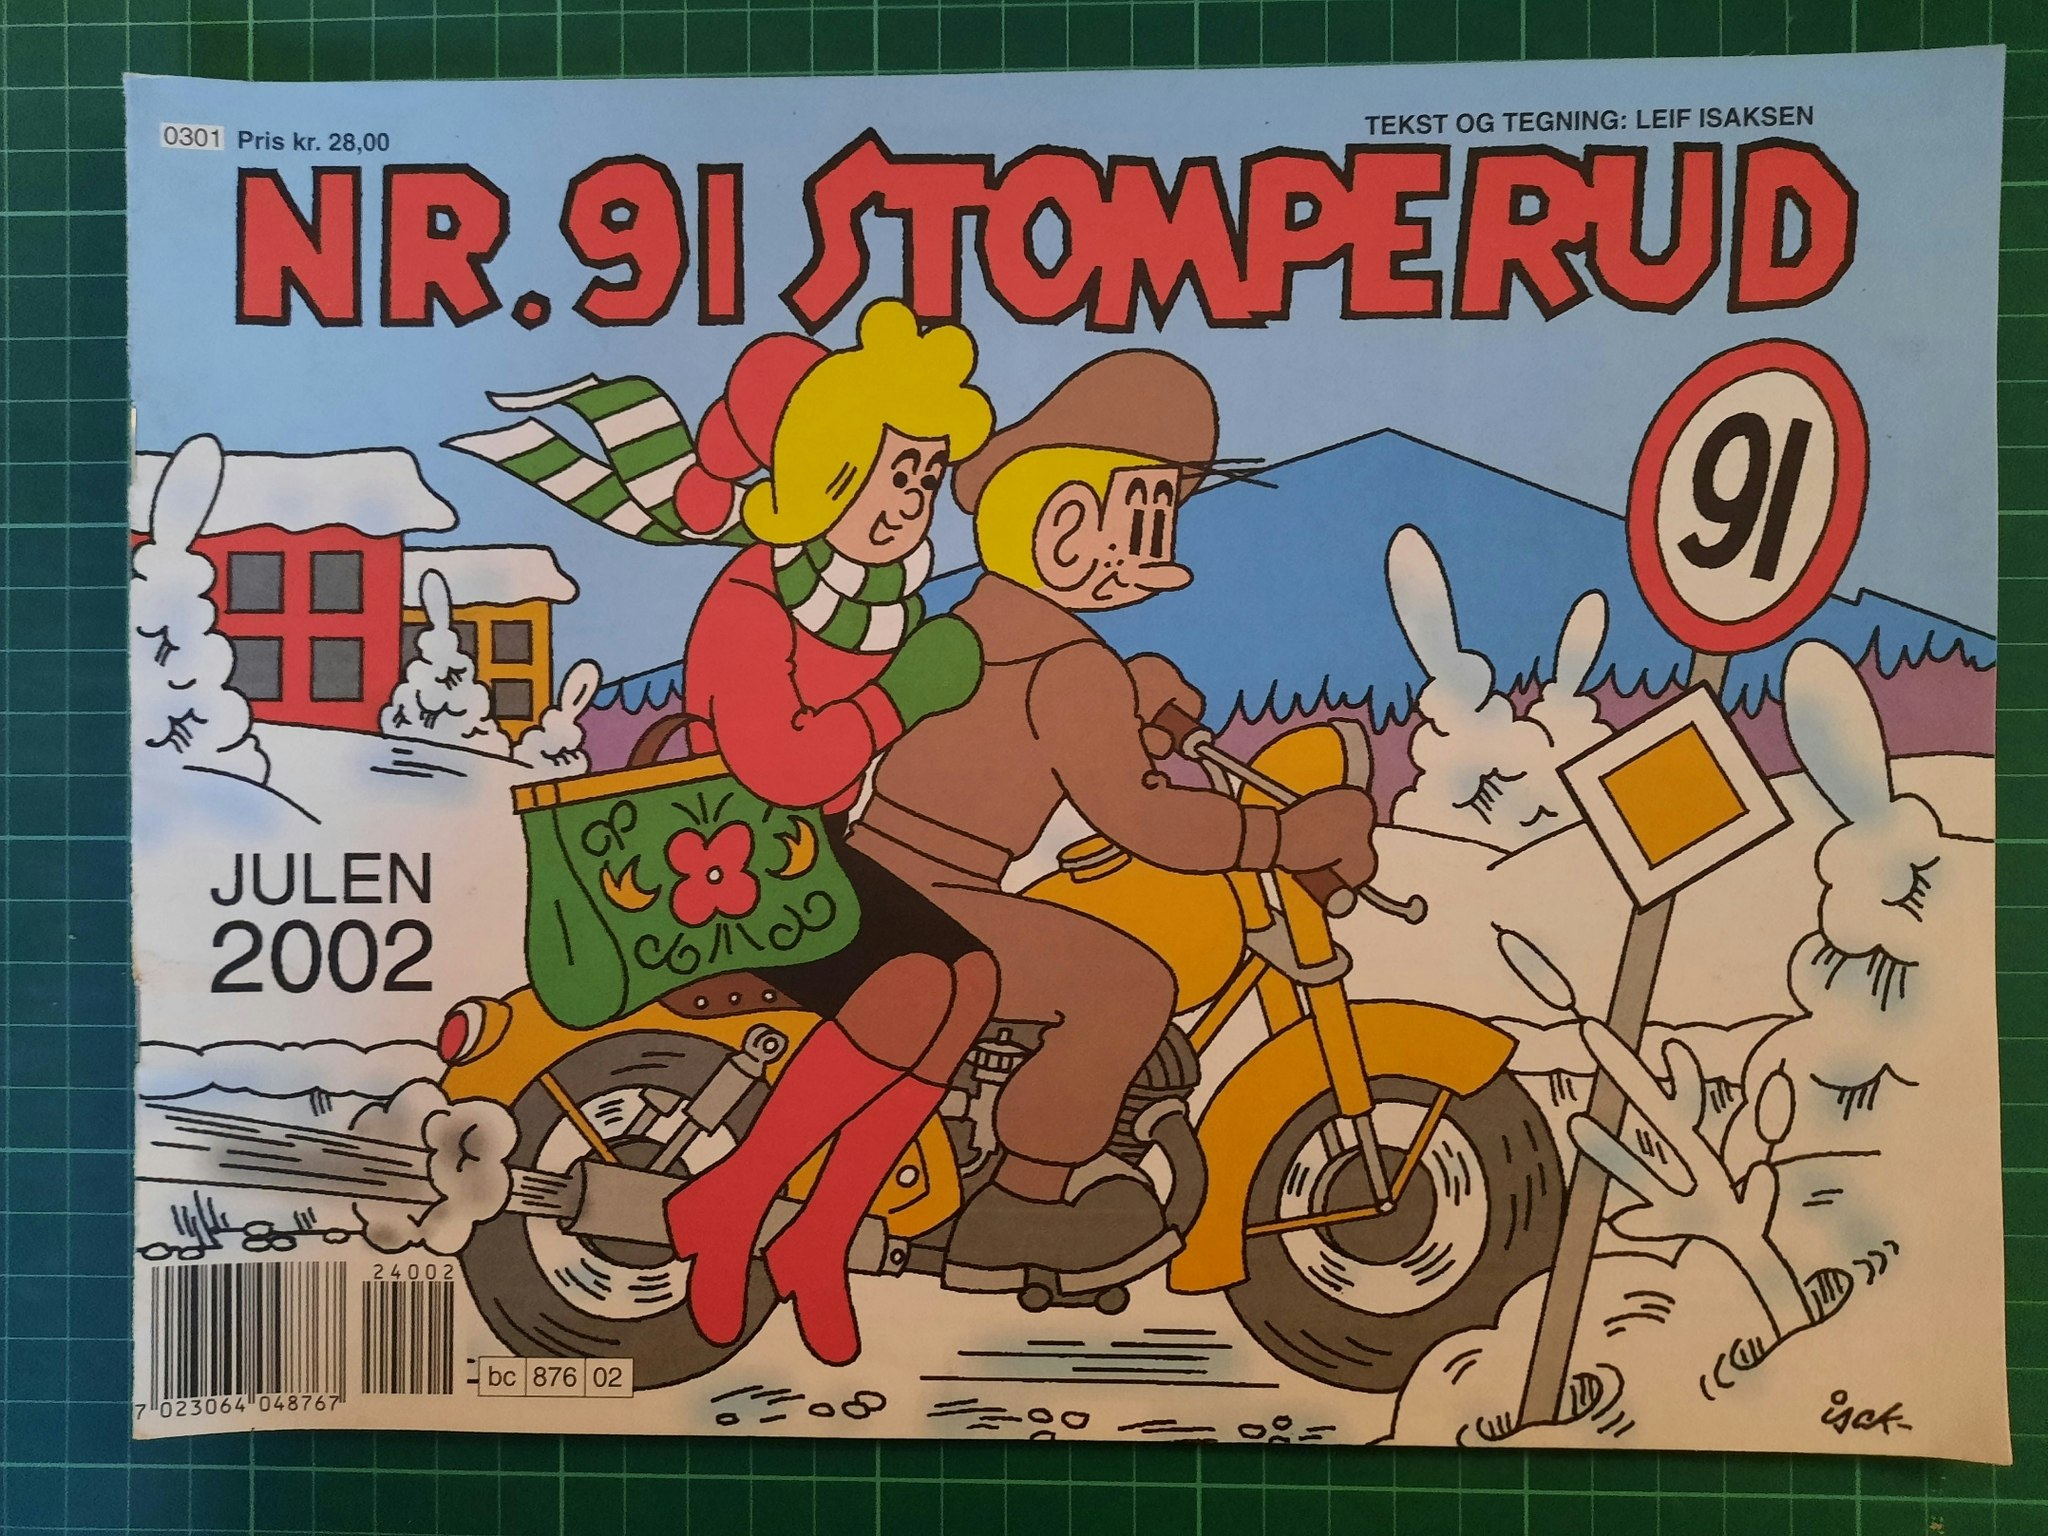 0301 Pris kr. 28,00
TEKST OG TEGNING: LEIF ISAKSEN
NR. 91 STOMPERUD
91
JULEN
2002
24002
7 023064 048767
bc 876 02
isak-